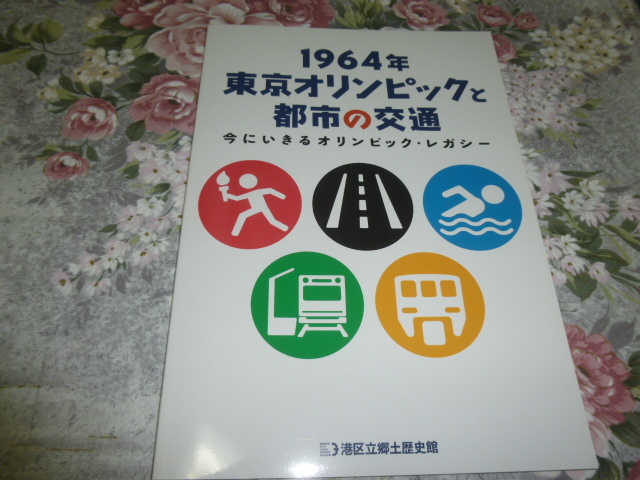 1964年
東京オリンピックと
都市の交通
今にいきるオリンピック・レガシー
港区立郷土歴史館